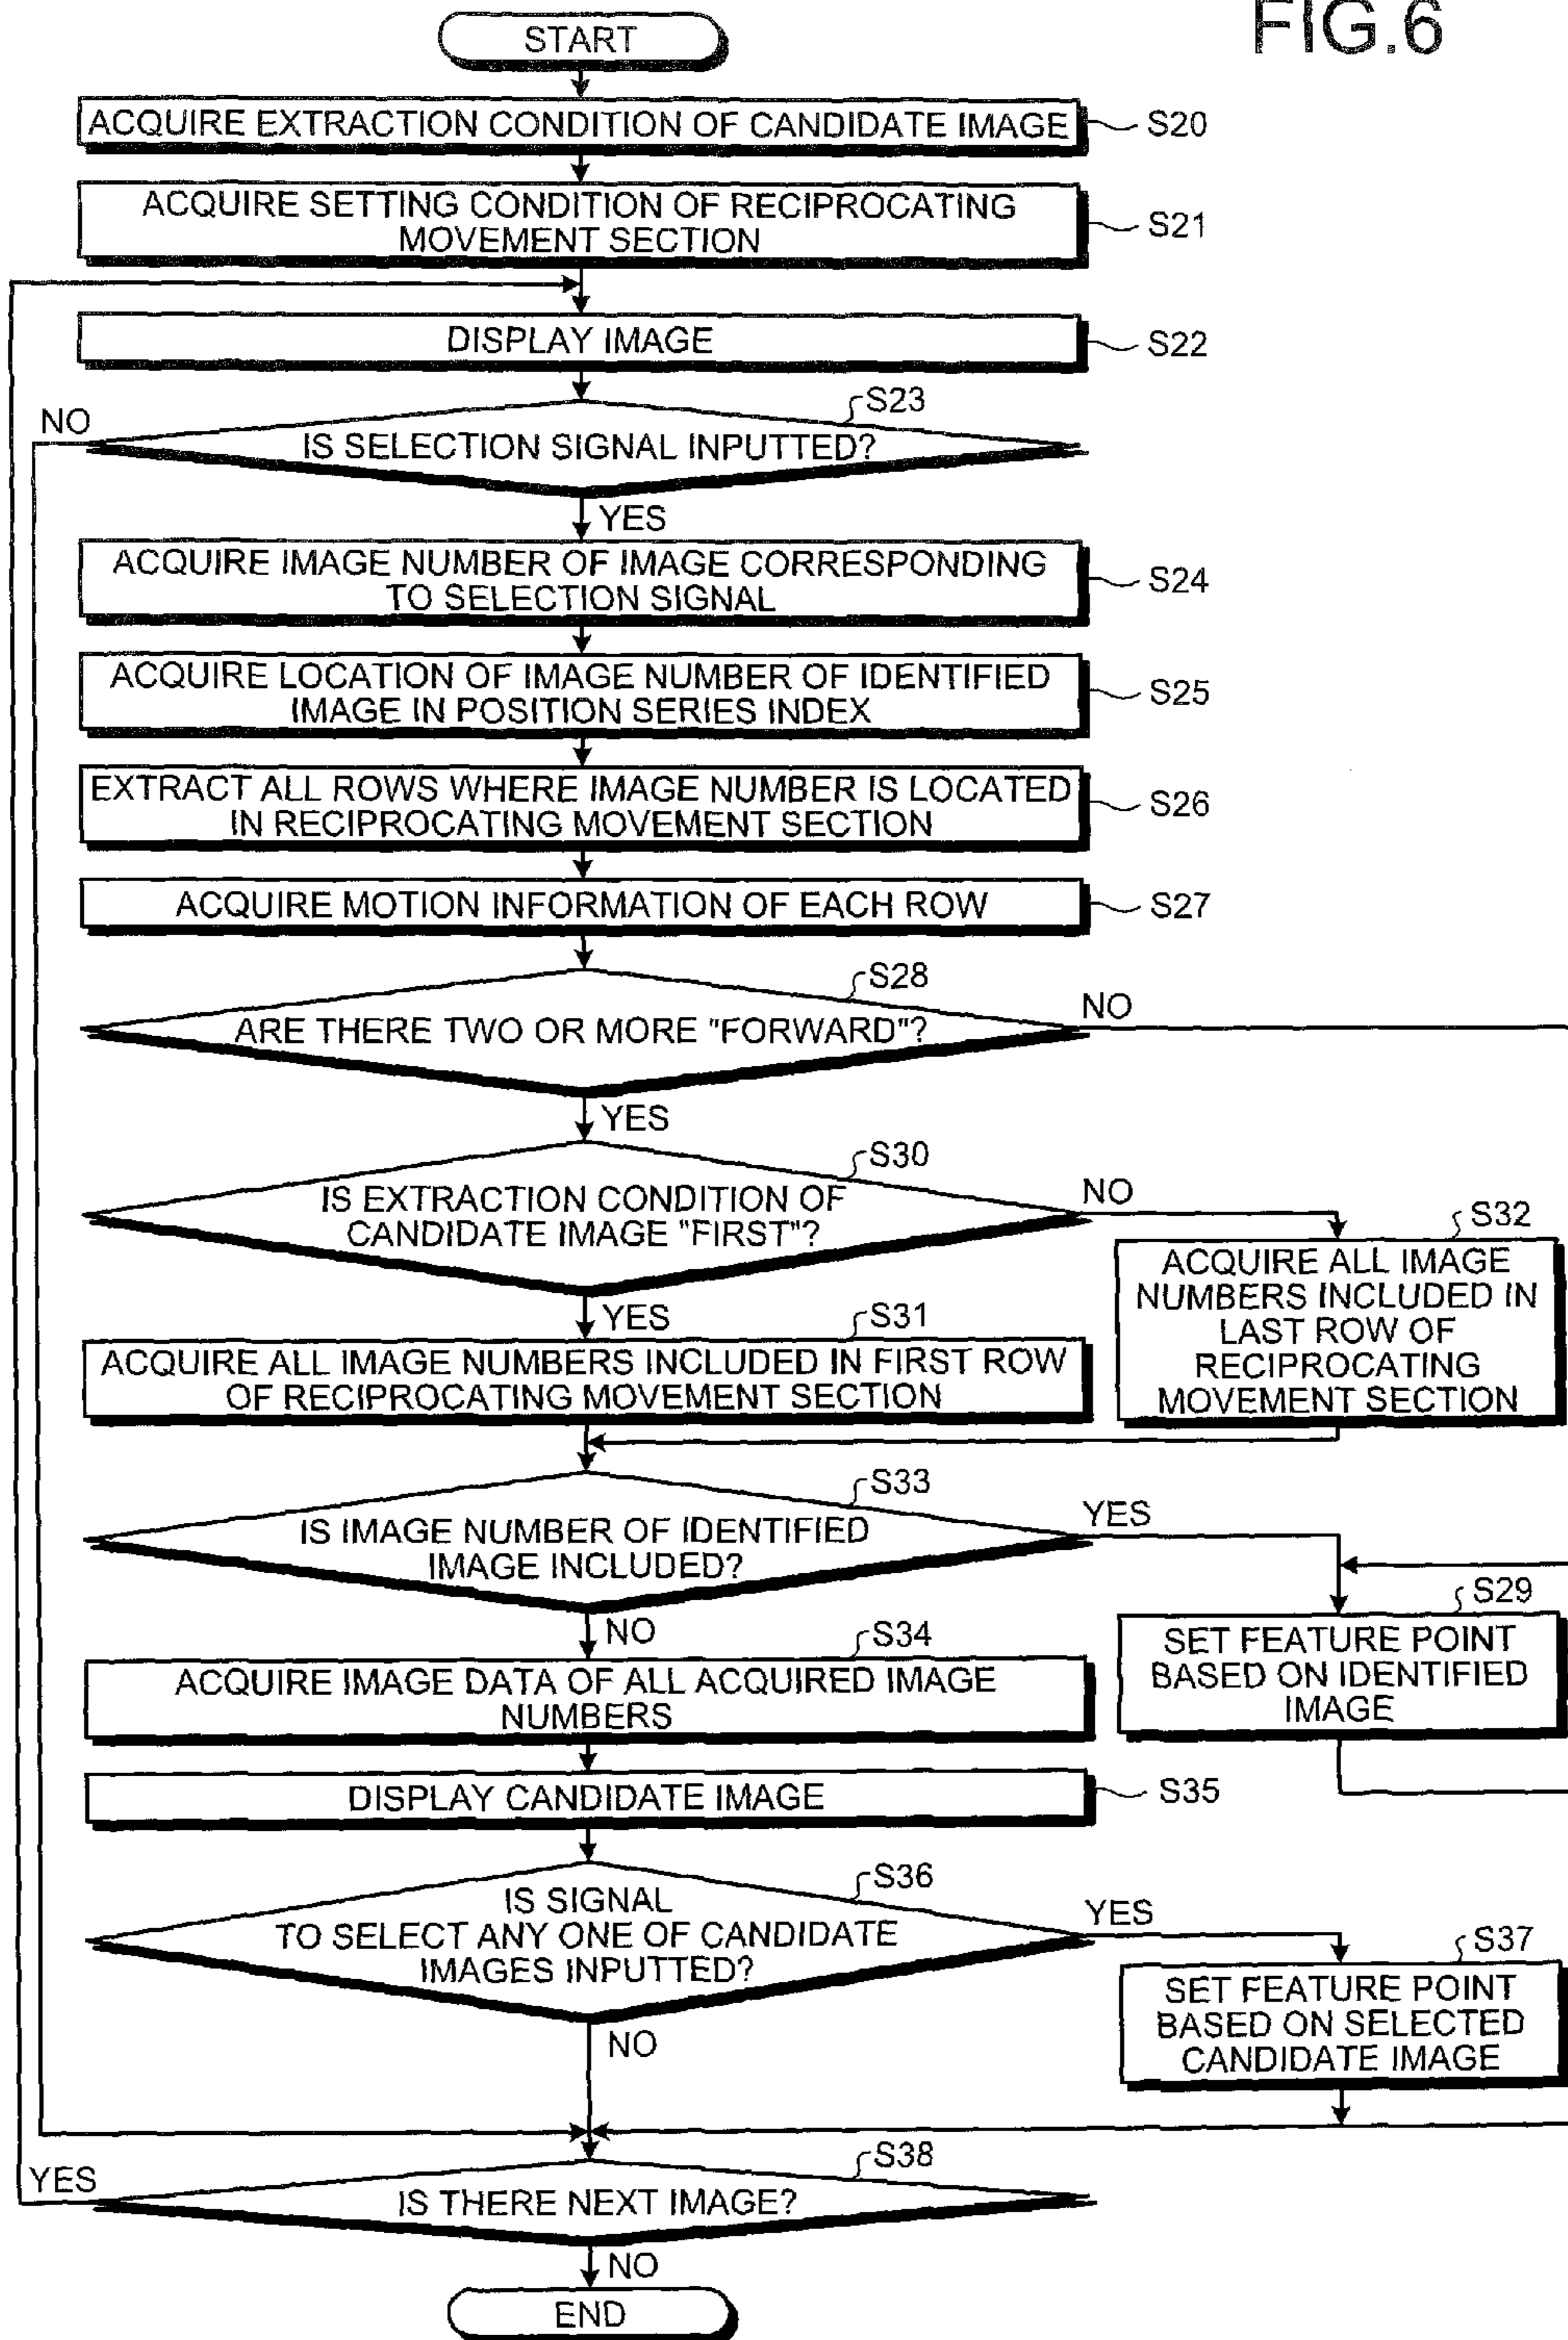 FIG.6
START
ACQUIRE EXTRACTION CONDITION OF CANDIDATE IMAGE
S20
ACQUIRE SETTING CONDITION OF RECIPROCATING
MOVEMENT SECTION
S21
DISPLAY IMAGE
S22
S23
NO
IS SELECTION SIGNAL INPUTTED?
YES
ACQUIRE IMAGE NUMBER OF IMAGE CORRESPONDING
TO SELECTION SIGNAL
S24
ACQUIRE LOCATION OF IMAGE NUMBER OF IDENTIFIED
IMAGE IN POSITION SERIES INDEX
S25
EXTRACT ALL ROWS WHERE IMAGE NUMBER IS LOCATED
IN RECIPROCATING MOVEMENT SECTION
S26
ACQUIRE MOTION INFORMATION OF EACH ROW
S27
S28
NO
ARE THERE TWO OR MORE "FORWARD"?
YES
S30
NO
IS EXTRACTION CONDITION OF
CANDIDATE IMAGE "FIRST"?
YES
S32
ACQUIRE ALL IMAGE
NUMBERS INCLUDED IN
LAST ROW OF
RECIPROCATING
MOVEMENT SECTION
S31
ACQUIRE ALL IMAGE NUMBERS INCLUDED IN FIRST ROW
OF RECIPROCATING MOVEMENT SECTION
S33
YES
IS IMAGE NUMBER OF IDENTIFIED
IMAGE INCLUDED?
NO
S29
SET FEATURE POINT
BASED ON IDENTIFIED
IMAGE
S34
ACQUIRE IMAGE DATA OF ALL ACQUIRED IMAGE
NUMBERS
DISPLAY CANDIDATE IMAGE
S35
S36
YES
IS SIGNAL
TO SELECT ANY ONE OF CANDIDATE
IMAGES INPUTTED?
NO
S37
SET FEATURE POINT
BASED ON SELECTED
CANDIDATE IMAGE
S38
YES
IS THERE NEXT IMAGE?
NO
END